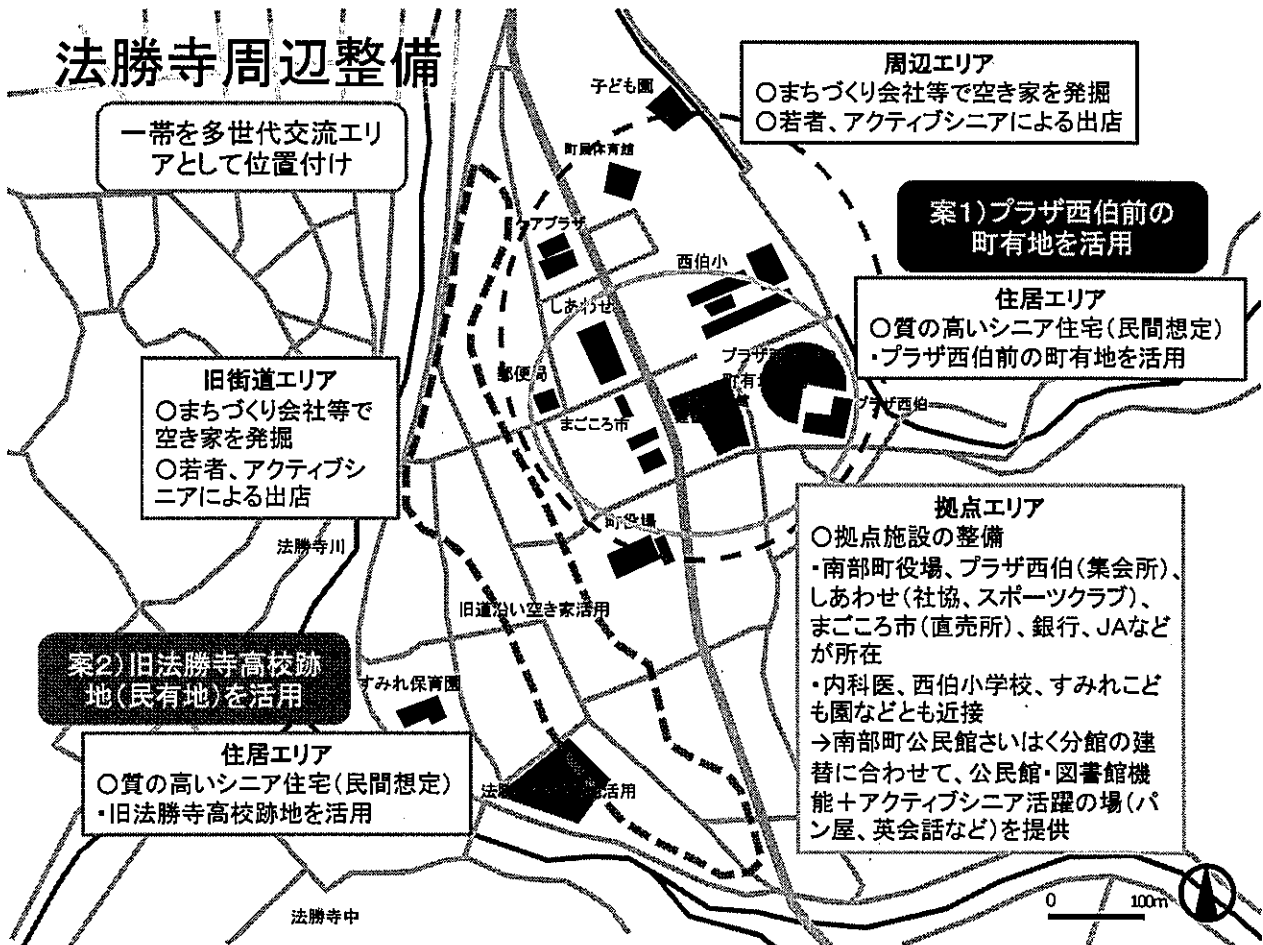 法勝寺周辺整備
一帯を多世代交流エリ
アとして位置付け
子ども園
町民体育館
周辺エリア
○まちづくり会社等で空き家を発掘
○若者、アクティブシニアによる出店
案1)プラザ西伯前の
町有地を活用
住居エリア
○質の高いシニア住宅(民間想定)
・プラザ西伯前の町有地を活用
アプラザ
西伯小
しあわせ
旧街道エリア
○まちづくり会社等で
空き家を発掘
○若者、アクティブシ
ニアによる出店
郵便局
まごころ市
プラザ西伯
町役場
法勝寺川
旧道沿い空き家活用
拠点エリア
○拠点施設の整備
・南部町役場、プラザ西伯(集会所)、
しあわせ(社協、スポーツクラブ)、
まごころ市(直売所)、銀行、JAなど
が所在
・内科医、西伯小学校、すみれこど
も園などとも近接
→南部町公民館さいはく分館の建
替に合わせて、公民館・図書館機
能+アクティブシニア活躍の場(パ
ン屋、英会話など)を提供
案2)旧法勝寺高校跡
地(民有地)を活用
すみれ保育園
住居エリア
○質の高いシニア住宅(民間想定)
・旧法勝寺高校跡地を活用
活用
法勝寺中
0 100m